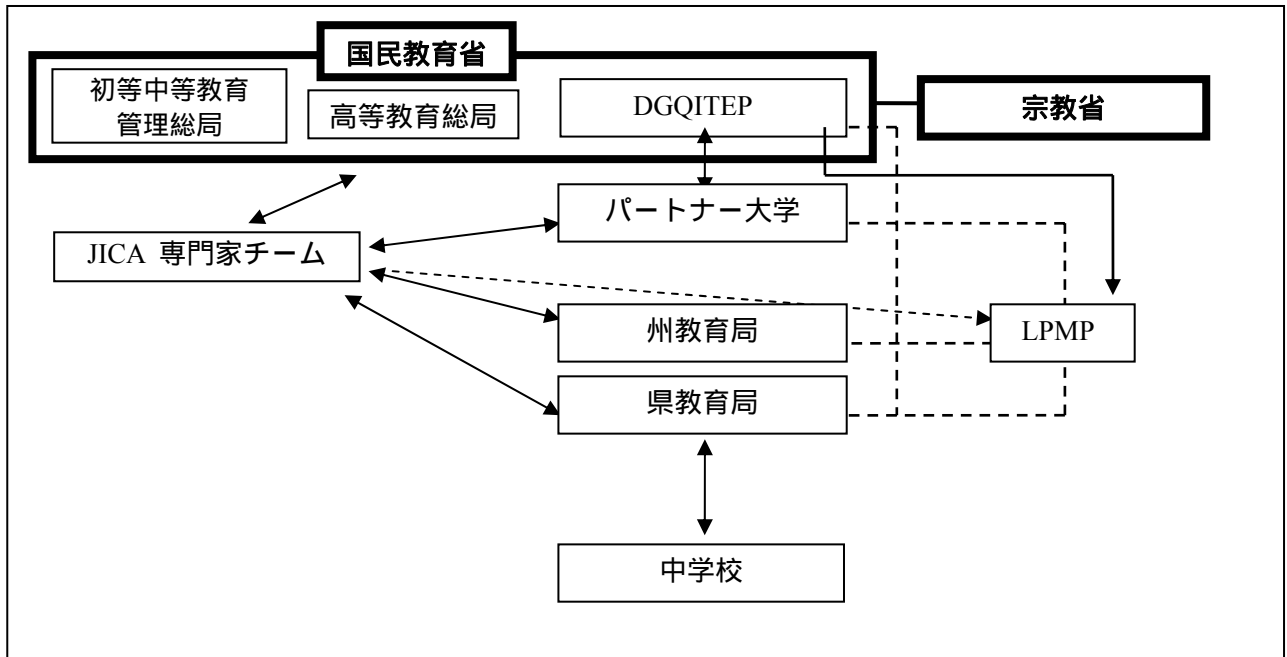 国民教育省
初等中等教育
管理総局
高等教育総局
DGQITEP
宗教省
パートナー大学
JICA 専門家チーム
州教育局
LPMP
県教育局
中学校